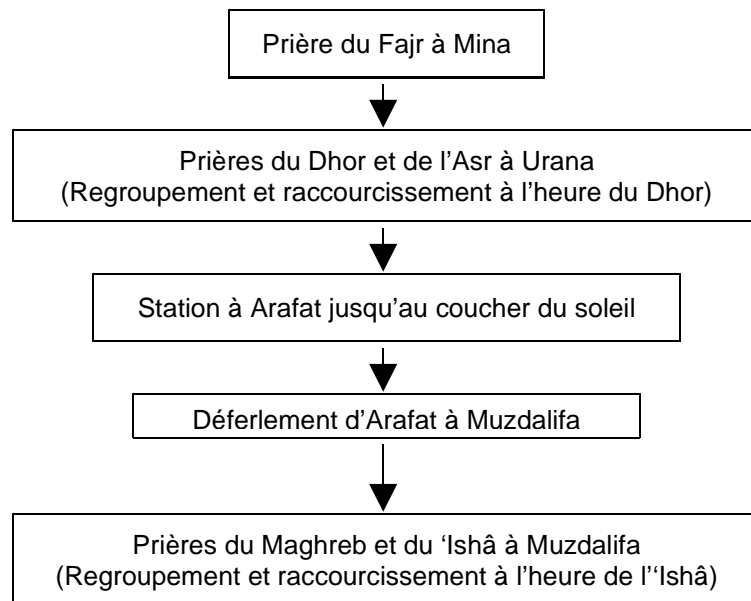 Prière du Fajr à Mina
Prières du Dhor et de l’Asr à Urana
(Regroupement et raccourcissement à l’heure du Dhor)
Station à Arafat jusqu’au coucher du soleil
Déferlement d’Arafat à Muzdalifa
Prières du Maghreb et du ‘Ishâ à Muzdalifa
(Regroupement et raccourcissement à l’heure de l’‘Ishâ)